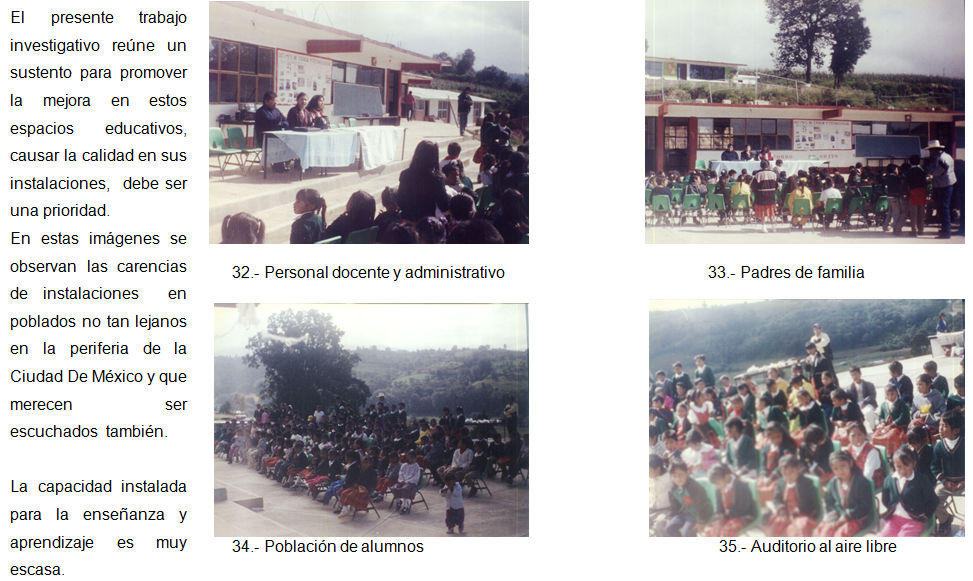 El presente trabajo
investigativo reúne un
sustento para promover
la mejora en estos
espacios educativos,
causar la calidad en sus
instalaciones, debe ser
una prioridad.
En estas imágenes se
observan las carencias
de instalaciones en
poblados no tan lejanos
en la periferia de la
Ciudad De México y que
merecen ser
escuchados también.
La capacidad instalada
para la enseñanza y
aprendizaje es muy
escasa.
32.- Personal docente y administrativo
33.- Padres de familia
34.- Población de alumnos
35.- Auditorio al aire libre